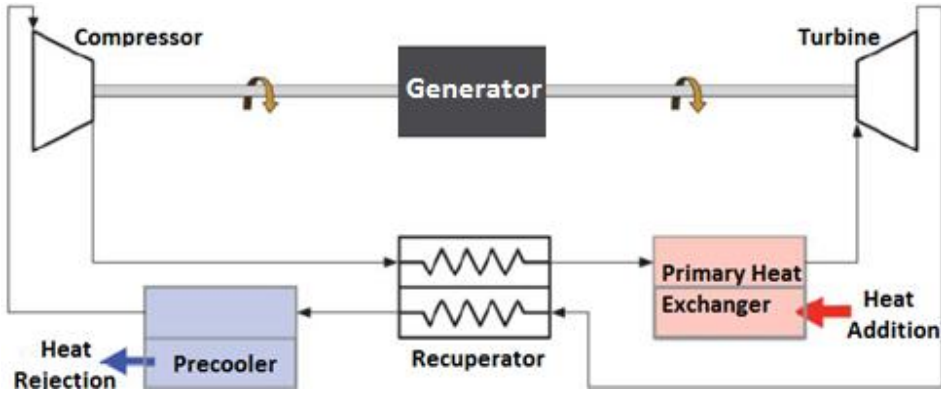 Compressor
Turbine
Generator
Primary Heat
Exchanger
Heat
Addition
Recuperator
Heat
Rejection
Precooler